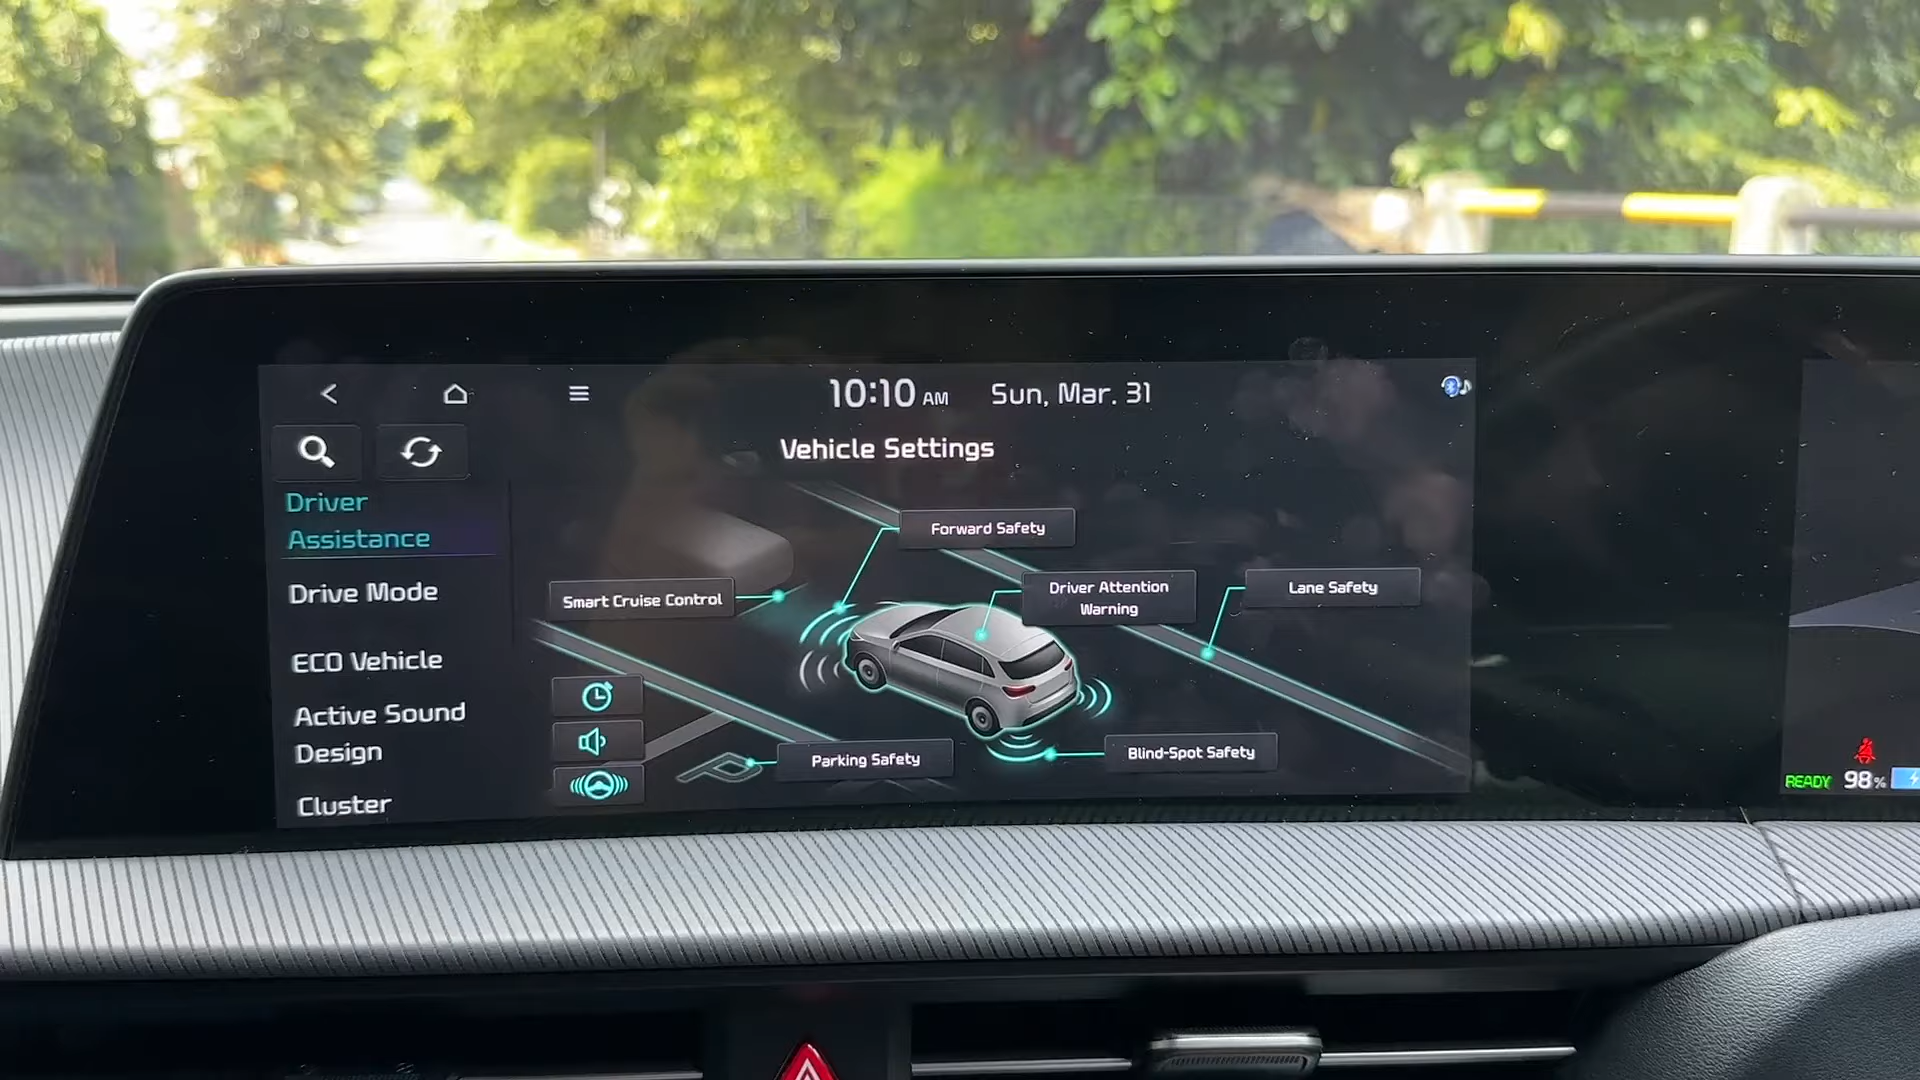 10:10 AM Sun, Mar. 31
Vehicle Settings
Driver
Assistance
Drive Mode
ECO Vehicle
Active Sound
Design
Cluster
Forward Safety
Smart Cruise Control
Driver Attention
Warning
Lane Safety
Parking Safety
Blind-Spot Safety
READY 98%